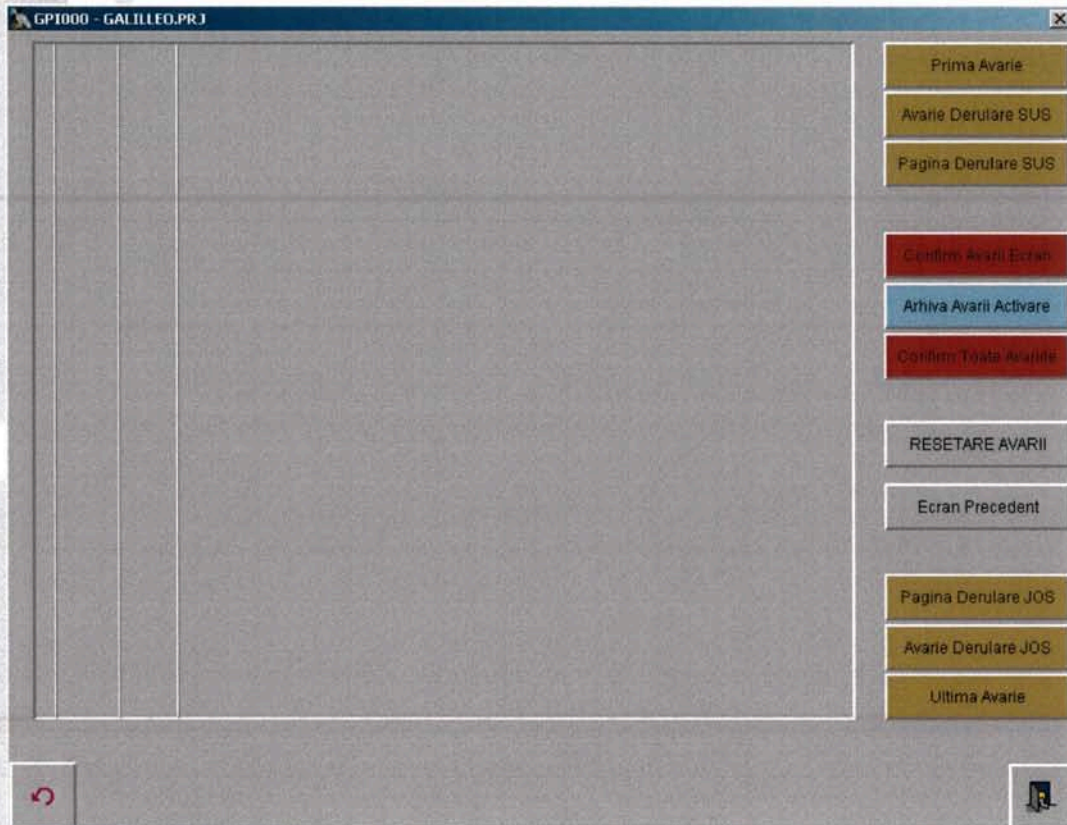 GPI000 - GALILLEO.PRJ
Prima Avarie
Avarie Derulare SUS
Pagina Derulare SUS
Confirm Avarii Ecran
Arhiva Avarii Activare
Confirm Toate Avariile
RESETARE AVARII
Ecran Precedent
Pagina Derulare JOS
Avarie Derulare JOS
Ultima Avarie